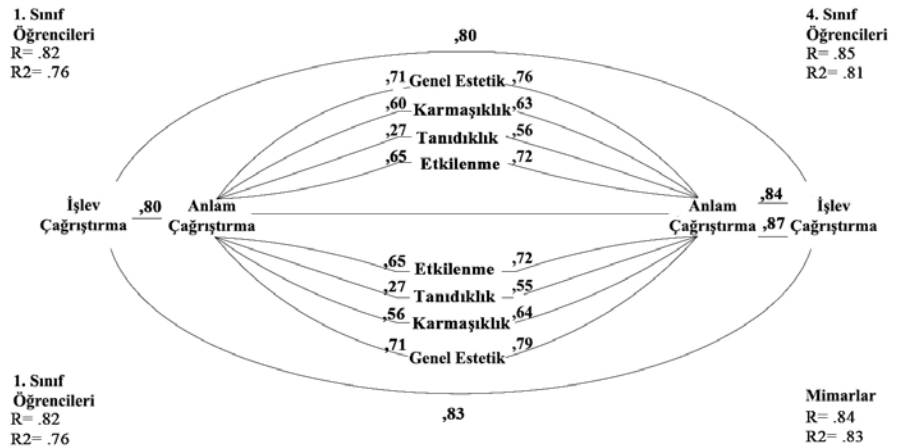 1. Sınıf
Öğrencileri
R= .82
R2= .76
4. Sınıf
Öğrencileri
R= .85
R2= .81
,80
,71 Genel Estetik ,76
,60 Karmaşıklık ,63
,27 Tanıdıklık ,56
,65 Etkilenme ,72
İşlev
Çağrıştırma
,80
Anlam
Çağrıştırma
Anlam
Çağrıştırma
,84
,87
İşlev
Çağrıştırma
,65 Etkilenme ,72
,27 Tanıdıklık ,55
,56 Karmaşıklık ,64
,71 Genel Estetik ,79
,83
1. Sınıf
Öğrencileri
R= .82
R2= .76
Mimarlar
R= .84
R2= .83